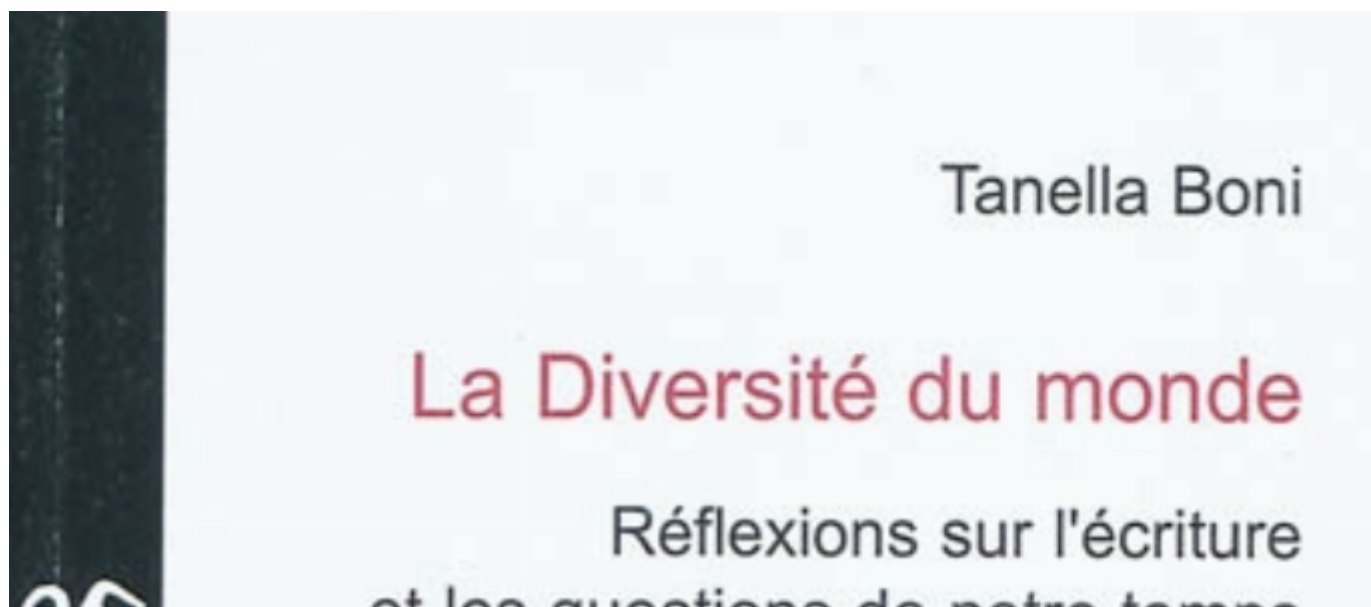 Tanella Boni
La Diversité du monde
Réflexions sur l'écriture
et les questions de notre temps